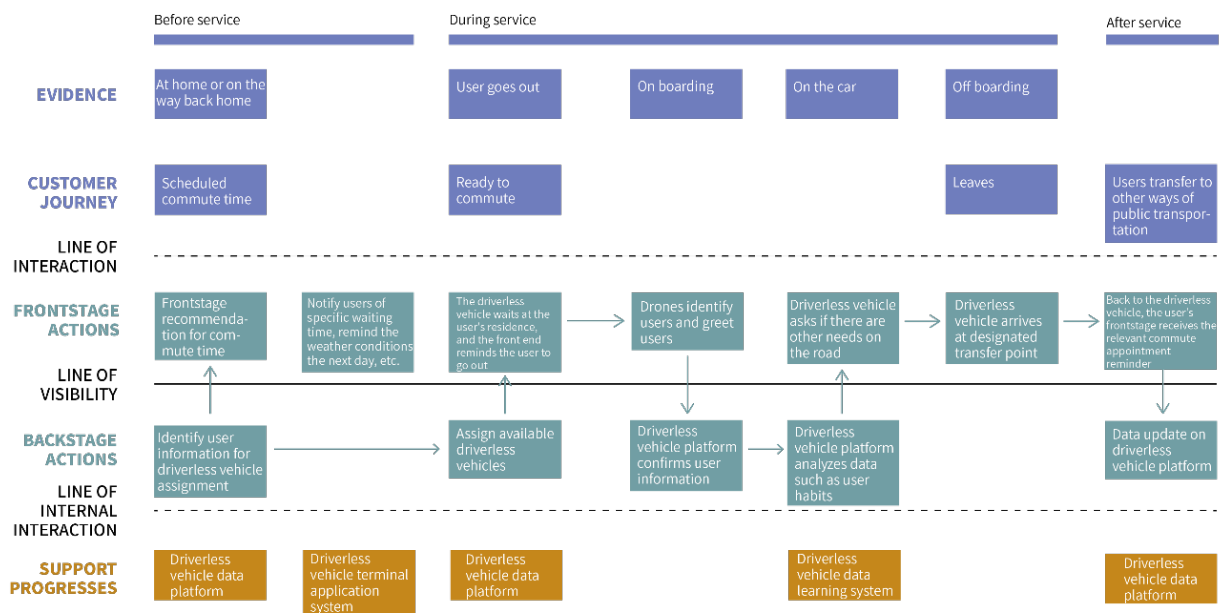 Before service
During service
After service
EVIDENCE
At home or on the
way back home
User goes out
On boarding
On the car
Off boarding
CUSTOMER
JOURNEY
Scheduled
commute time
Ready to
commute
Leaves
Users transfer to
other ways of
public transpor-
tation
LINE OF
INTERACTION
FRONTSTAGE
ACTIONS
Frontstage
recommenda-
tion for com-
mute time
Notify users of
specific waiting
time, remind the
weather conditions
the next day, etc.
The driverless
vehicle waits at the
user's residence,
and the front end
reminds the user to
go out
Drones identify
users and greet
users
Driverless vehicle
asks if there are
other needs on
the road
Driverless
vehicle arrives
at designated
transfer point
Back to the driverless
vehicle, the user's
frontstage receives the
relevant commute
appointment
reminder
LINE OF
VISIBILITY
BACKSTAGE
ACTIONS
Identify user
information for
driverless vehicle
assignment
Assign available
driverless
vehicles
Driverless
vehicle platform
confirms user
information
Driverless
vehicle platform
analyzes data
such as user
habits
Data update on
driverless
vehicle platform
LINE OF
INTERNAL
INTERACTION
SUPPORT
PROGRESSES
Driverless
vehicle data
platform
Driverless
vehicle terminal
application
system
Driverless
vehicle data
platform
Driverless
vehicle data
learning system
Driverless
vehicle data
platform